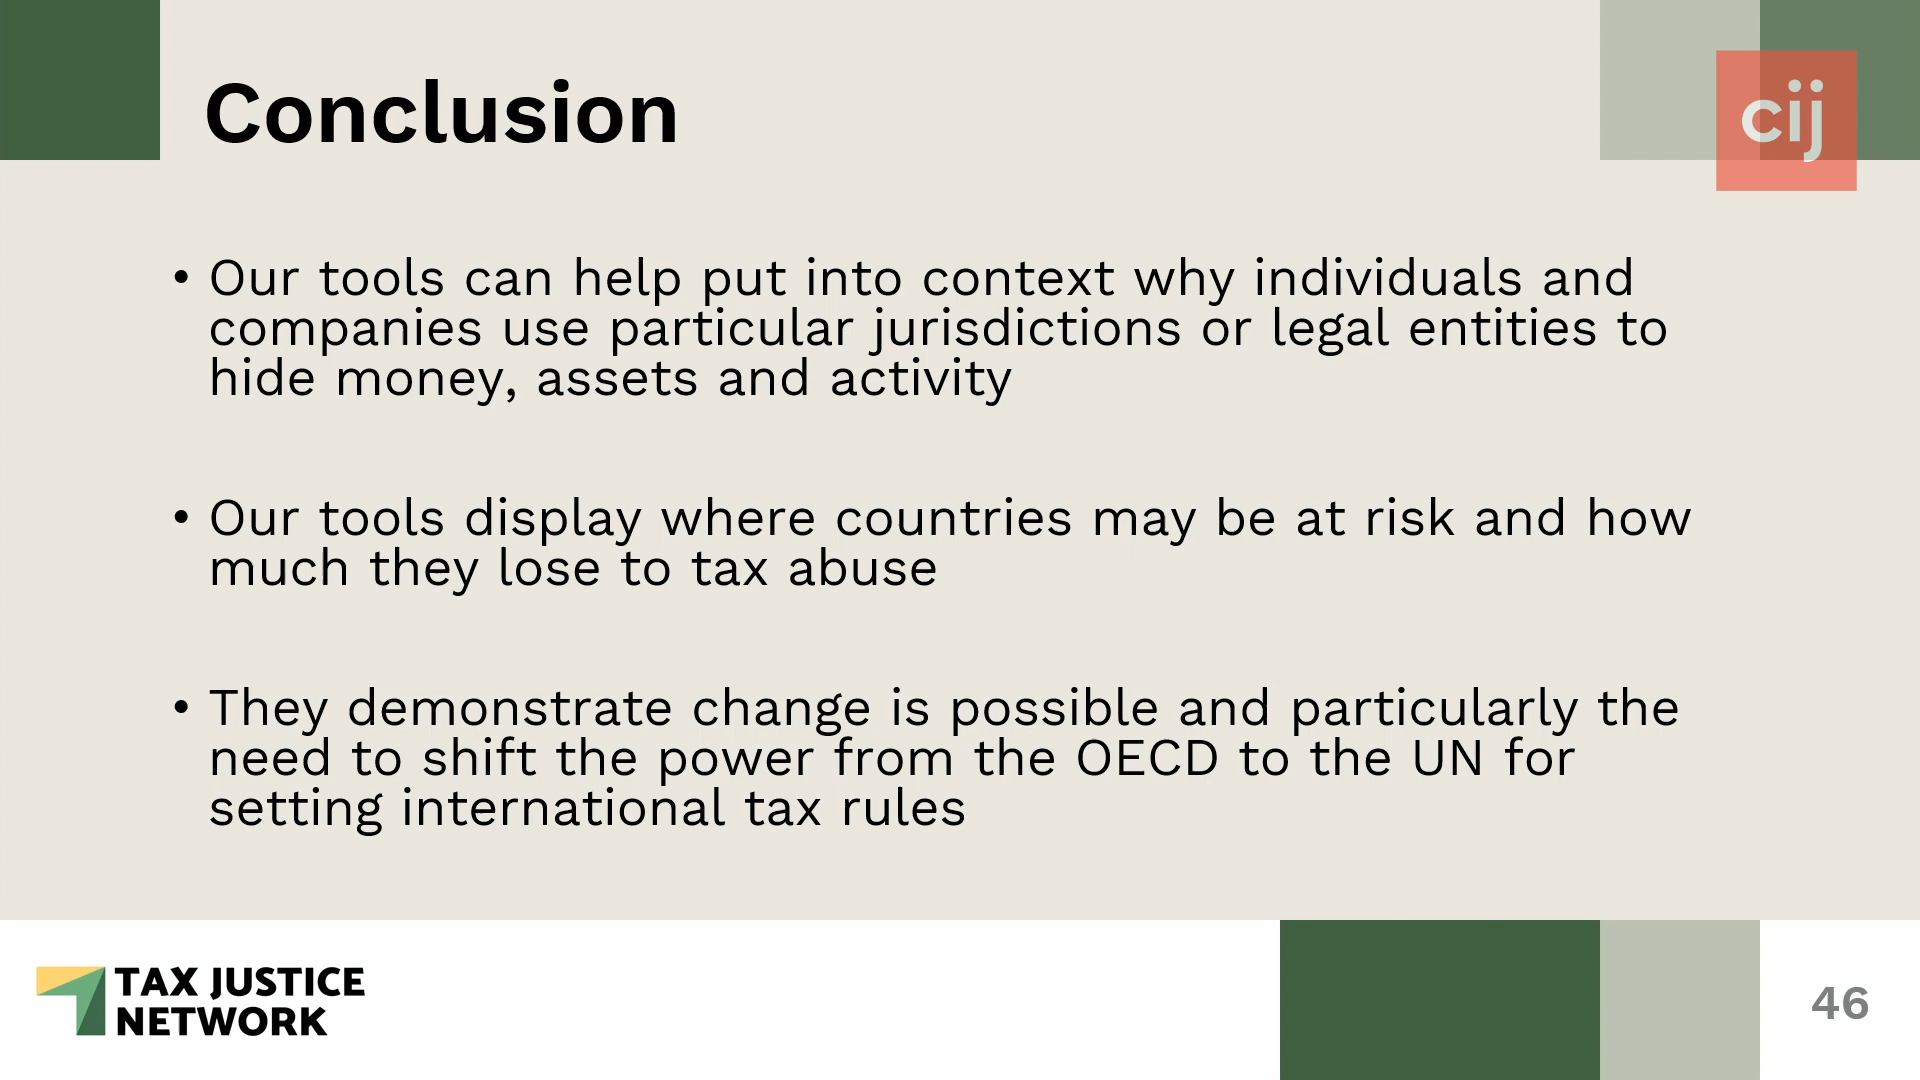 Conclusion
cij
• Our tools can help put into context why individuals and
companies use particular jurisdictions or legal entities to
hide money, assets and activity
• Our tools display where countries may be at risk and how
much they lose to tax abuse
• They demonstrate change is possible and particularly the
need to shift the power from the OECD to the UN for
setting international tax rules
TAX JUSTICE
NETWORK
46